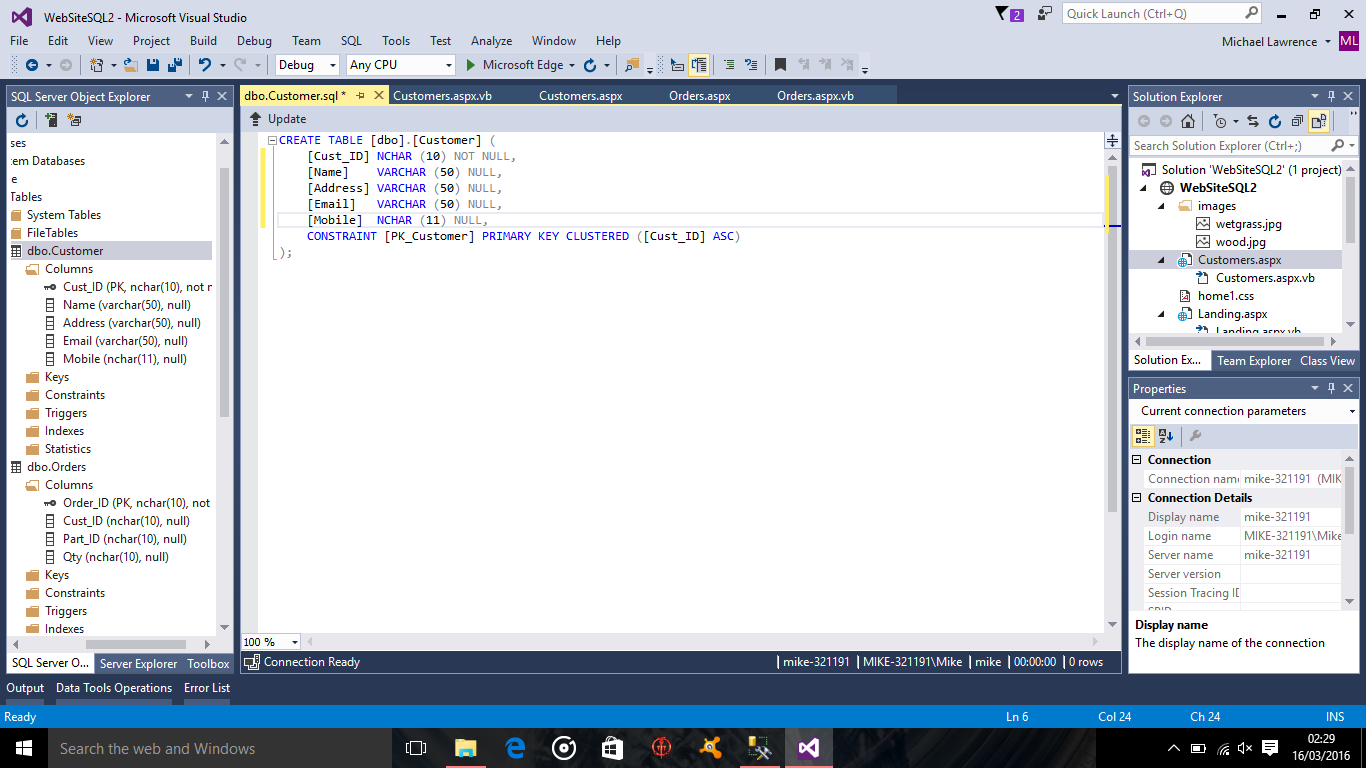 WebSiteSQL2 - Microsoft Visual Studio
2
Quick Launch (Ctrl+Q)
File Edit View Project Build Debug Team SQL Tools Test Analyze Window Help
Michael Lawrence ML
Debug Any CPU Microsoft Edge
SQL Server Object Explorer
ses
:em Databases
e
Tables
System Tables
FileTables
dbo.Customer
Columns
Cust_ID (PK, nchar(10), not r
Name (varchar(50), null)
Address (varchar(50), null)
Email (varchar(50), null)
Mobile (nchar(11), null)
Keys
Constraints
Triggers
Indexes
Statistics
dbo.Orders
Columns
Order_ID (PK, nchar(10), not
Cust_ID (nchar(10), null)
Part_ID (nchar(10), null)
Qty (nchar(10), null)
Keys
Constraints
Triggers
Indexes
SQL Server O... Server Explorer Toolbox
dbo.Customer.sql * Customers.aspx.vb Customers.aspx Orders.aspx Orders.aspx.vb
Update
CREATE TABLE [dbo].[Customer] (
[Cust_ID] NCHAR (10) NOT NULL,
[Name] VARCHAR (50) NULL,
[Address] VARCHAR (50) NULL,
[Email] VARCHAR (50) NULL,
[Mobile] NCHAR (11) NULL,
CONSTRAINT [PK_Customer] PRIMARY KEY CLUSTERED ([Cust_ID] ASC)
);
100 %
Connection Ready
mike-321191 MIKE-321191\Mike mike 00:00:00 0 rows
Solution Explorer
Search Solution Explorer (Ctrl+;)
Solution 'WebSiteSQL2' (1 project)
WebSiteSQL2
images
wetgrass.jpg
wood.jpg
Customers.aspx
Customers.aspx.vb
home1.css
Landing.aspx
Landing.aspx.vb
Solution Ex... Team Explorer Class View
Properties
Current connection parameters
Connection
Connection name mike-321191 (MIK
Connection Details
Display name mike-321191
Login name MIKE-321191\Mike
Server name mike-321191
Server version
Session Tracing ID
SPID
Display name
The display name of the connection
Output Data Tools Operations Error List
Ready
Ln 6 Col 24 Ch 24 INS
Search the web and Windows
02:29
16/03/2016